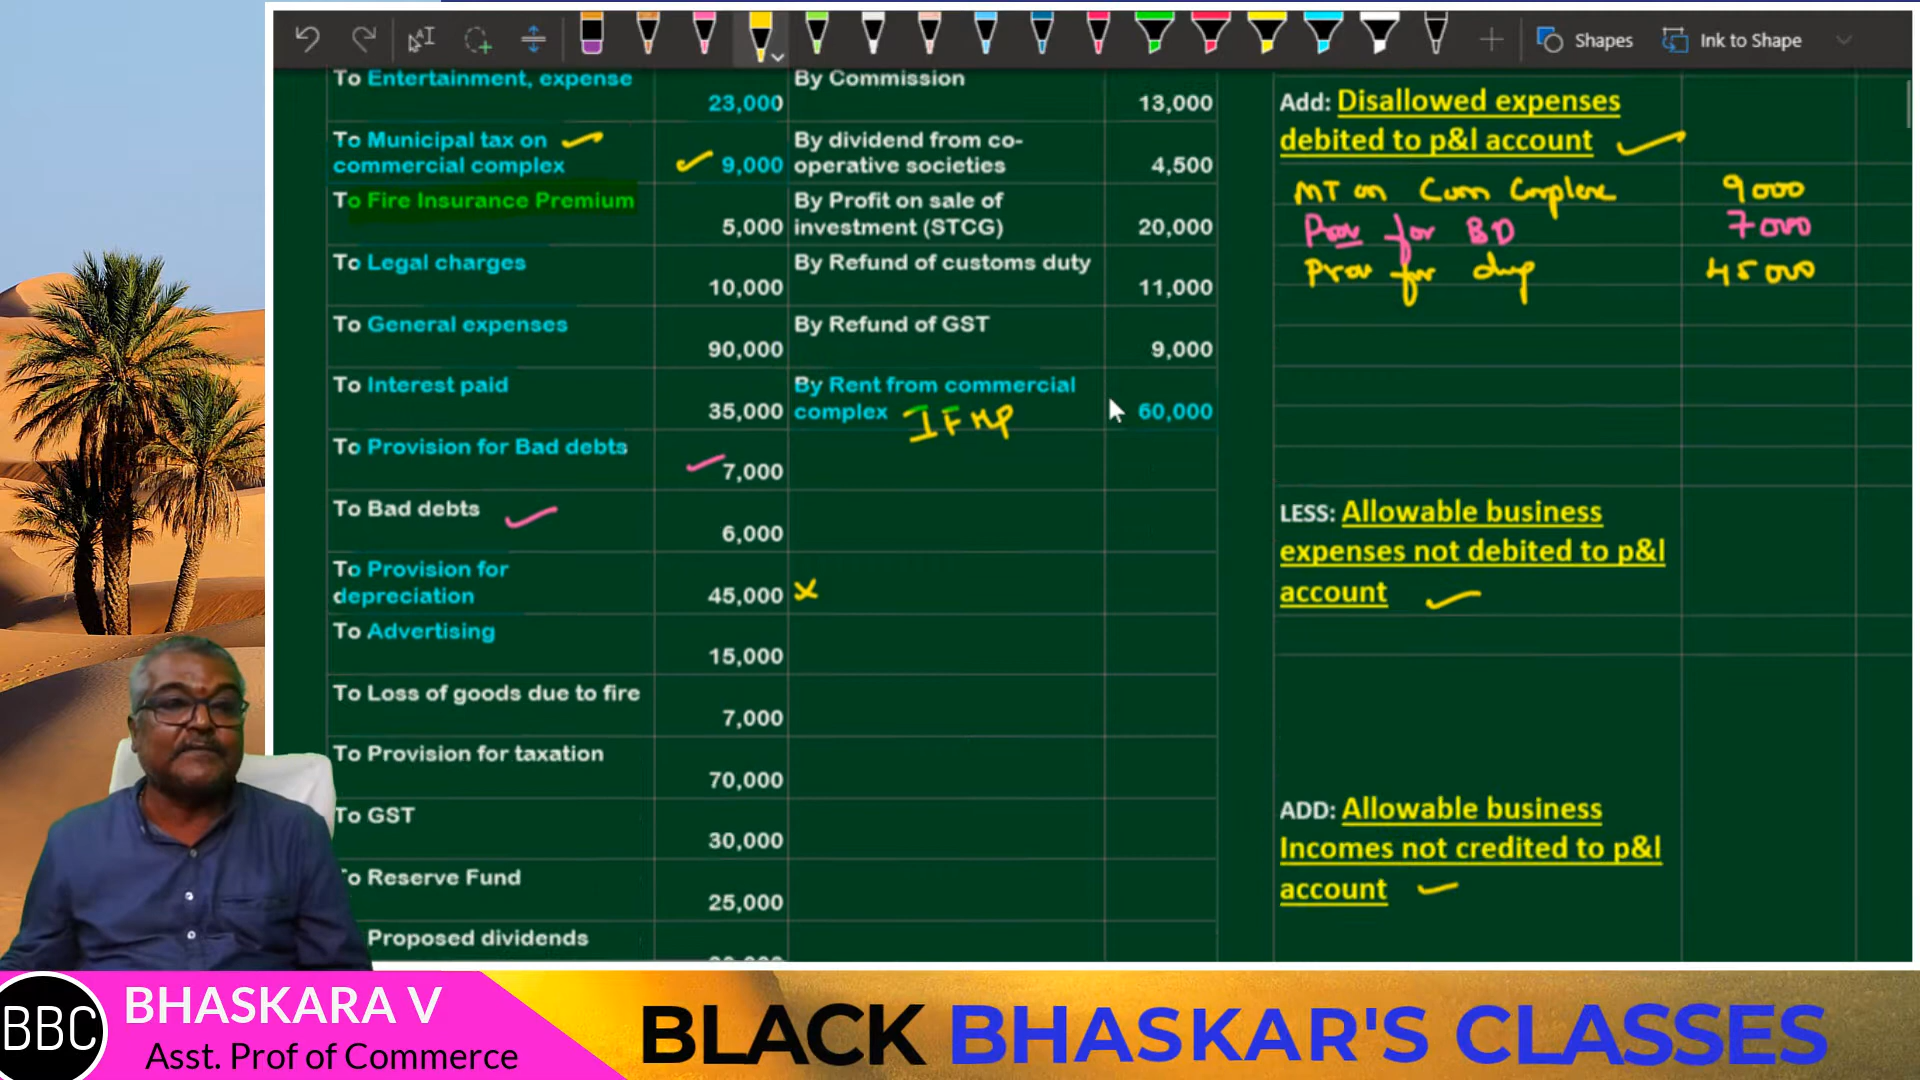 Shapes
Ink to Shape
To Entertainment, expense 23,000 By Commission 13,000
To Municipal tax on commercial complex 9,000 By dividend from co-operative societies 4,500
To Fire Insurance Premium 5,000 By Profit on sale of investment (STCG) 20,000
To Legal charges 10,000 By Refund of customs duty 11,000
To General expenses 90,000 By Refund of GST 9,000
To Interest paid 35,000 By Rent from commercial complex IFHP 60,000
To Provision for Bad debts 7,000
To Bad debts 6,000
To Provision for depreciation 45,000 x
To Advertising 15,000
To Loss of goods due to fire 7,000
To Provision for taxation 70,000
To GST 30,000
To Reserve Fund 25,000
Proposed dividends
Add: Disallowed expenses
debited to p&l account
MT on Com Complex 9000
Prov for BD 7000
Prov for dep 45000
LESS: Allowable business
expenses not debited to p&l
account
ADD: Allowable business
Incomes not credited to p&l
account
BBC
BHASKARA V
Asst. Prof of Commerce
BLACK BHASKAR'S CLASSES